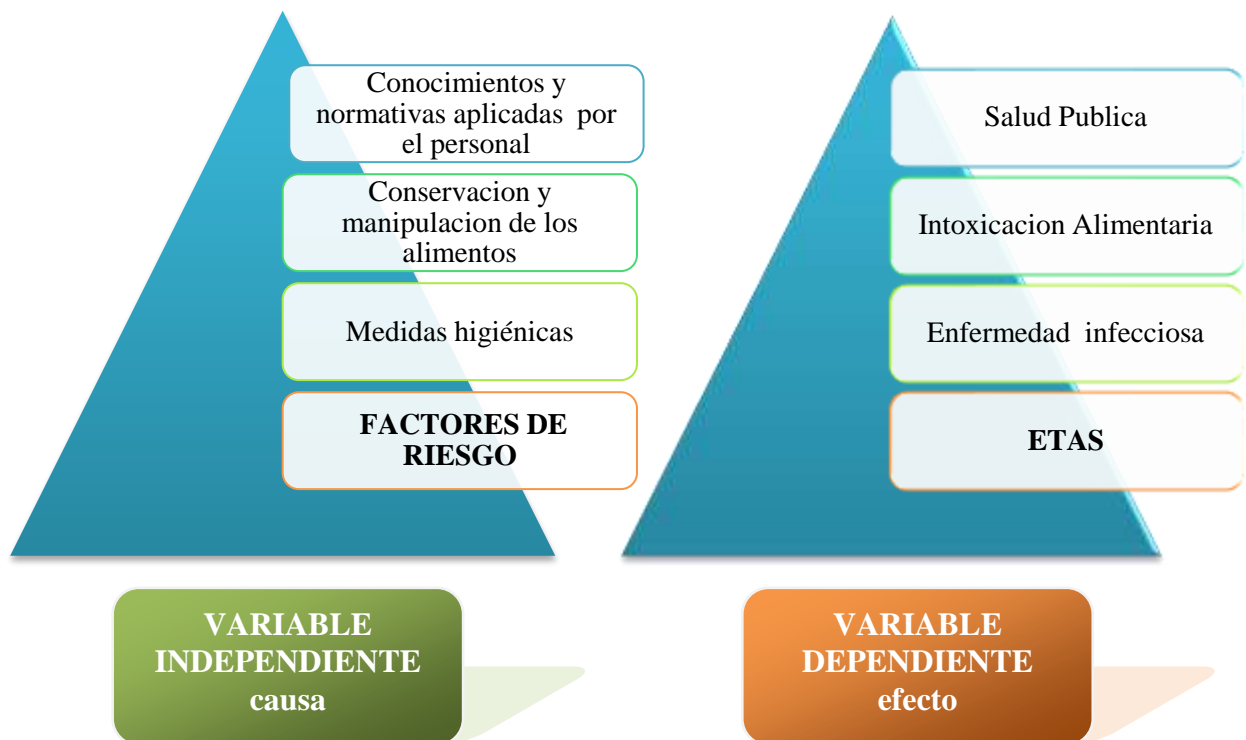 Conocimientos y
normativas aplicadas por
el personal
Conservacion y
manipulacion de los
alimentos
Medidas higiénicas
FACTORES DE
RIESGO
VARIABLE
INDEPENDIENTE
causa
Salud Publica
Intoxicacion Alimentaria
Enfermedad infecciosa
ETAS
VARIABLE
DEPENDIENTE
efecto